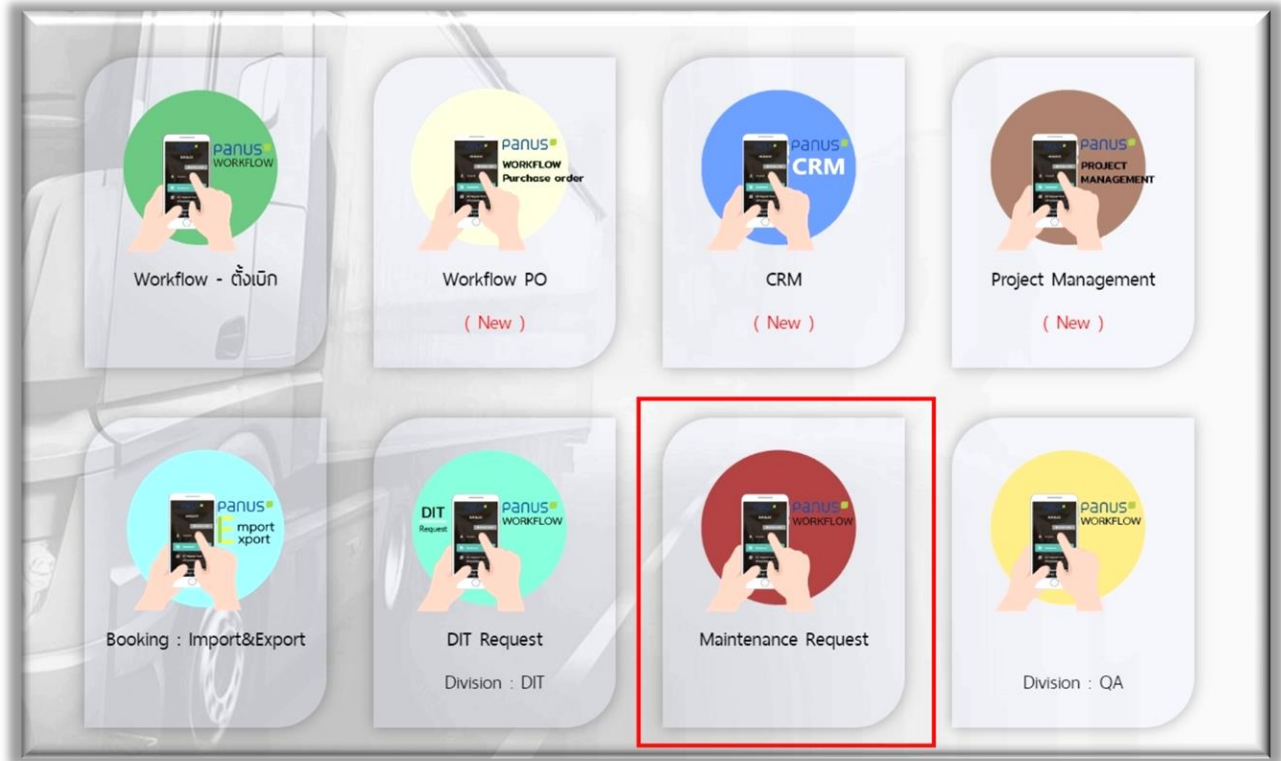 Panus
WORKFLOW
Workflow - ตั้งเบิก
Panus
WORKFLOW
Purchase order
Workflow PO
( New )
Panus
CRM
CRM
( New )
Panus
PROJECT
MANAGEMENT
Project Management
( New )
Panus
Emport
Export
Booking : Import&Export
DIT
Request
Panus
WORKFLOW
DIT Request
Division : DIT
Panus
WORKFLOW
Maintenance Request
Panus
WORKFLOW
Division : QA